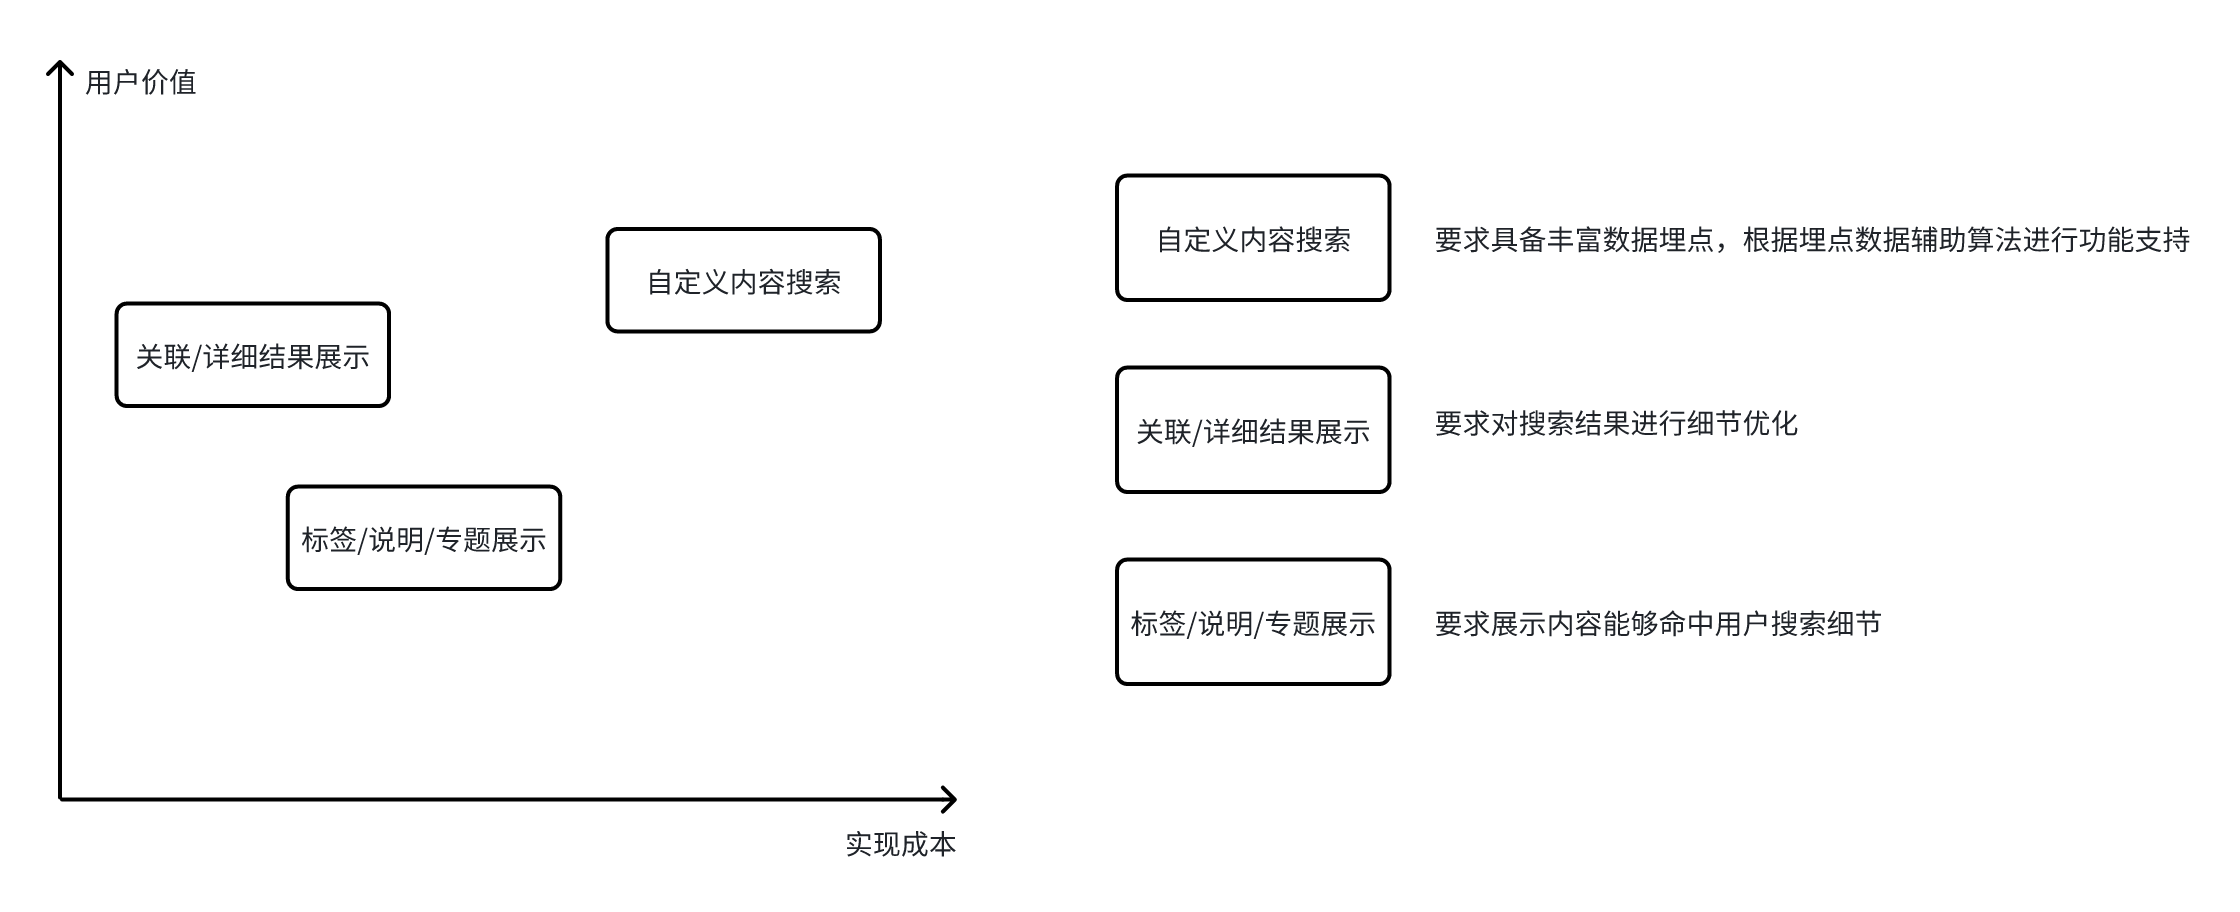 用户价值
自定义内容搜索
关联/详细结果展示
标签/说明/专题展示
实现成本
自定义内容搜索
要求具备丰富数据埋点，根据埋点数据辅助算法进行功能支持
关联/详细结果展示
要求对搜索结果进行细节优化
标签/说明/专题展示
要求展示内容能够命中用户搜索细节